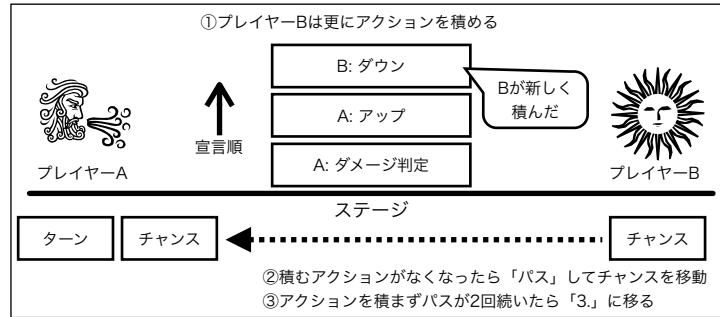 ①プレイヤーBは更にアクションを積める
B: ダウン
Bが新しく
積んだ
A: アップ
宣言順
A: ダメージ判定
プレイヤーA
プレイヤーB
ステージ
ターン
チャンス
チャンス
②積むアクションがなくなったら「パス」してチャンスを移動
③アクションを積まずパスが2回続いたら「3.」に移る